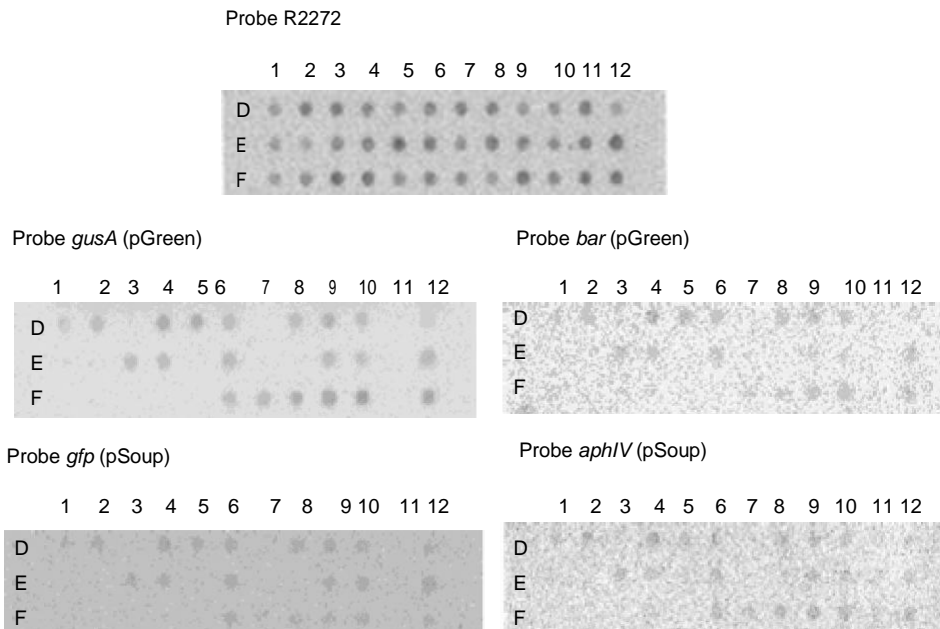 Probe R2272
1 2 3 4 5 6 7 8 9 10 11 12
D
E
F
Probe gusA (pGreen)
1 2 3 4 5 6 7 8 9 10 11 12
D
E
F
Probe bar (pGreen)
1 2 3 4 5 6 7 8 9 10 11 12
D
E
F
Probe gfp (pSoup)
1 2 3 4 5 6 7 8 9 10 11 12
D
E
F
Probe aphIV (pSoup)
1 2 3 4 5 6 7 8 9 10 11 12
D
E
F